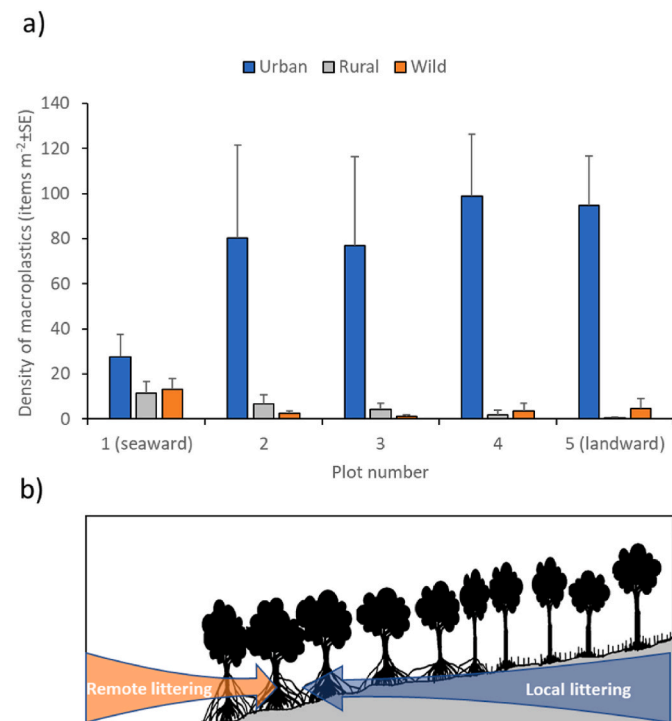 a)
Urban Rural Wild
Density of macroplastics (items m⁻²±SE)
140
120
100
80
60
40
20
0
1 (seaward) 2 3 4 5 (landward)
Plot number
b)
Remote littering Local littering